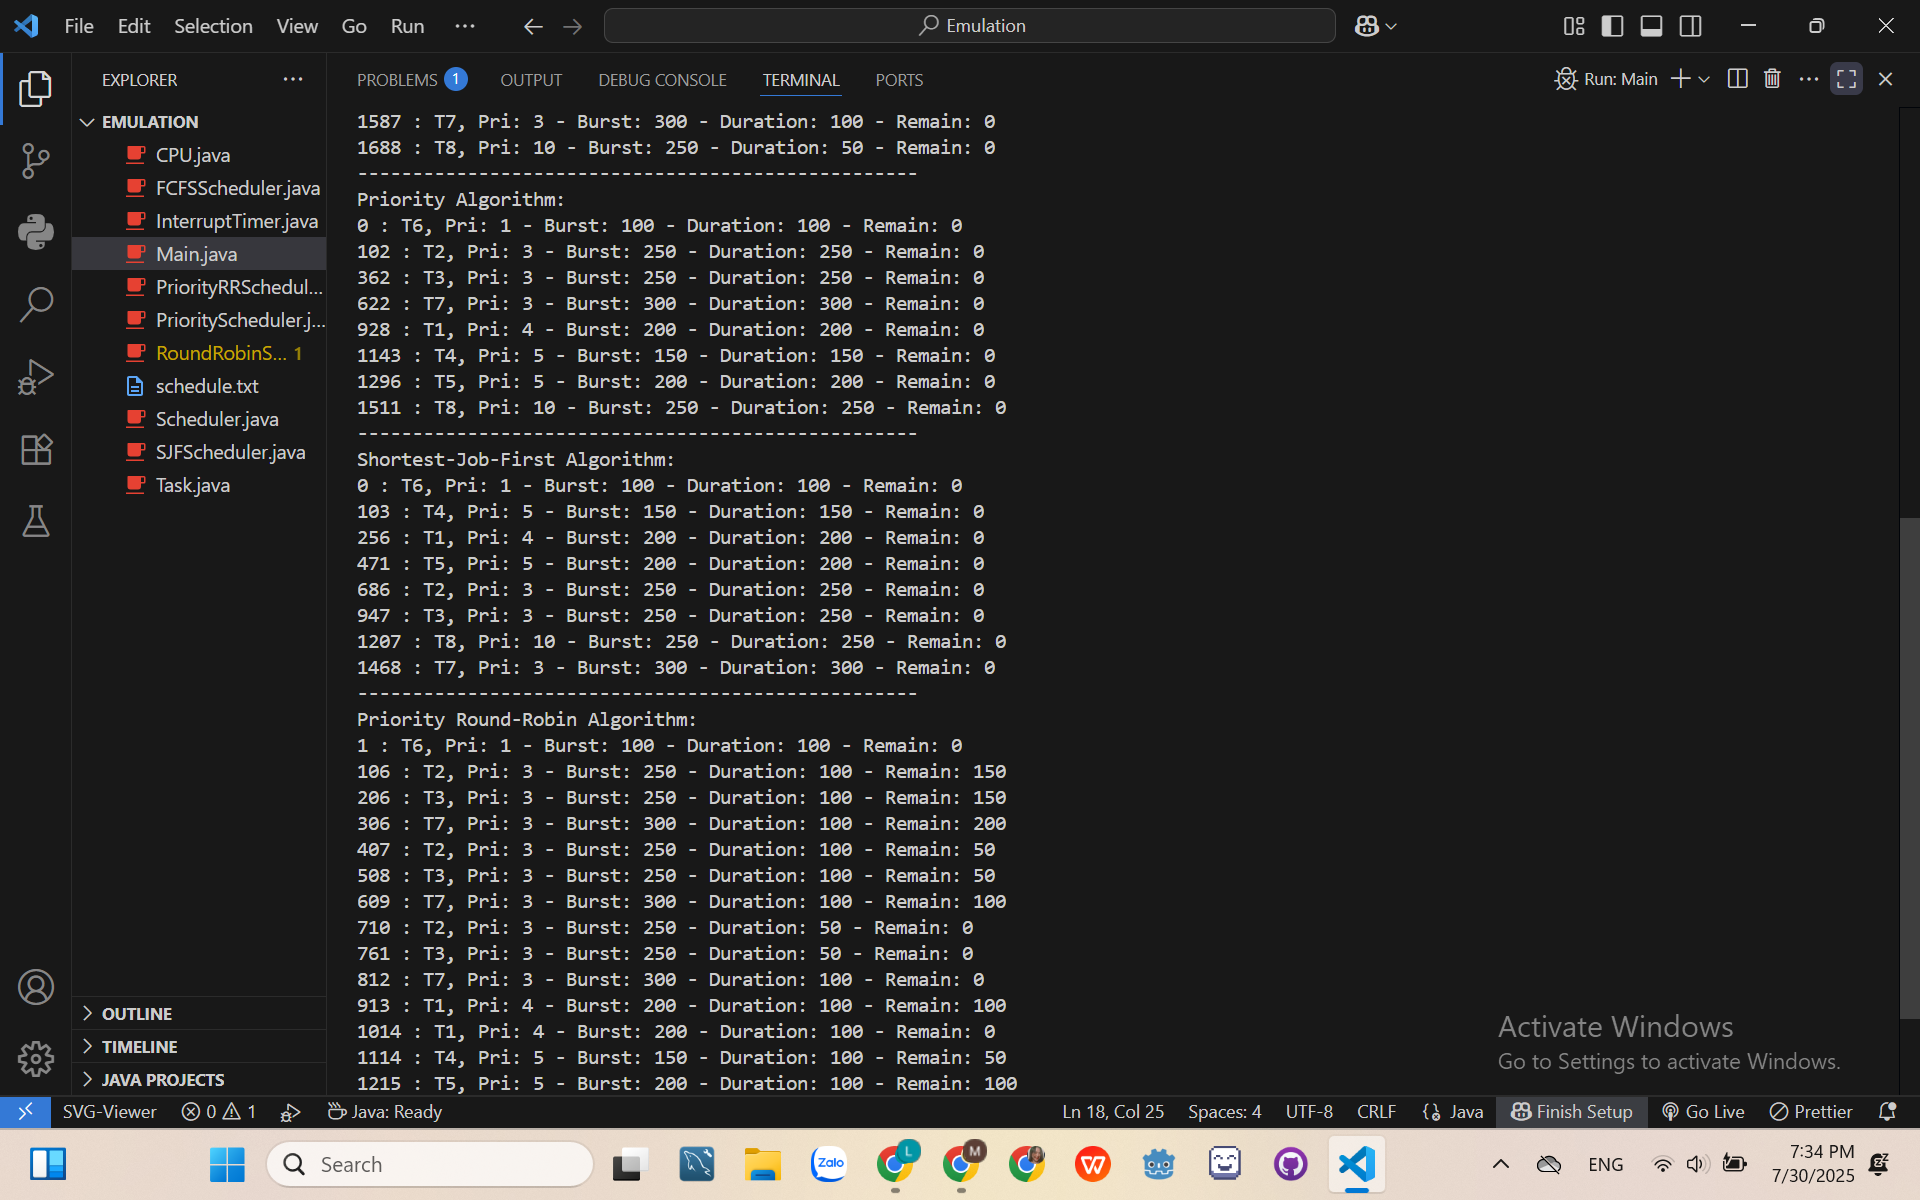 File Edit Selection View Go Run ···
Emulation
EXPLORER ···
PROBLEMS 1 OUTPUT DEBUG CONSOLE TERMINAL PORTS
Run: Main
EMULATION
CPU.java
FCFSScheduler.java
InterruptTimer.java
Main.java
PriorityRRSchedul...
PriorityScheduler.j...
RoundRobinS... 1
schedule.txt
Scheduler.java
SJFScheduler.java
Task.java
OUTLINE
TIMELINE
JAVA PROJECTS
1587 : T7, Pri: 3 - Burst: 300 - Duration: 100 - Remain: 0
1688 : T8, Pri: 10 - Burst: 250 - Duration: 50 - Remain: 0
---------------------------------------------------
Priority Algorithm:
0 : T6, Pri: 1 - Burst: 100 - Duration: 100 - Remain: 0
102 : T2, Pri: 3 - Burst: 250 - Duration: 250 - Remain: 0
362 : T3, Pri: 3 - Burst: 250 - Duration: 250 - Remain: 0
622 : T7, Pri: 3 - Burst: 300 - Duration: 300 - Remain: 0
928 : T1, Pri: 4 - Burst: 200 - Duration: 200 - Remain: 0
1143 : T4, Pri: 5 - Burst: 150 - Duration: 150 - Remain: 0
1296 : T5, Pri: 5 - Burst: 200 - Duration: 200 - Remain: 0
1511 : T8, Pri: 10 - Burst: 250 - Duration: 250 - Remain: 0
---------------------------------------------------
Shortest-Job-First Algorithm:
0 : T6, Pri: 1 - Burst: 100 - Duration: 100 - Remain: 0
103 : T4, Pri: 5 - Burst: 150 - Duration: 150 - Remain: 0
256 : T1, Pri: 4 - Burst: 200 - Duration: 200 - Remain: 0
471 : T5, Pri: 5 - Burst: 200 - Duration: 200 - Remain: 0
686 : T2, Pri: 3 - Burst: 250 - Duration: 250 - Remain: 0
947 : T3, Pri: 3 - Burst: 250 - Duration: 250 - Remain: 0
1207 : T8, Pri: 10 - Burst: 250 - Duration: 250 - Remain: 0
1468 : T7, Pri: 3 - Burst: 300 - Duration: 300 - Remain: 0
---------------------------------------------------
Priority Round-Robin Algorithm:
1 : T6, Pri: 1 - Burst: 100 - Duration: 100 - Remain: 0
106 : T2, Pri: 3 - Burst: 250 - Duration: 100 - Remain: 150
206 : T3, Pri: 3 - Burst: 250 - Duration: 100 - Remain: 150
306 : T7, Pri: 3 - Burst: 300 - Duration: 100 - Remain: 200
407 : T2, Pri: 3 - Burst: 250 - Duration: 100 - Remain: 50
508 : T3, Pri: 3 - Burst: 250 - Duration: 100 - Remain: 50
609 : T7, Pri: 3 - Burst: 300 - Duration: 100 - Remain: 100
710 : T2, Pri: 3 - Burst: 250 - Duration: 50 - Remain: 0
761 : T3, Pri: 3 - Burst: 250 - Duration: 50 - Remain: 0
812 : T7, Pri: 3 - Burst: 300 - Duration: 100 - Remain: 0
913 : T1, Pri: 4 - Burst: 200 - Duration: 100 - Remain: 100
1014 : T1, Pri: 4 - Burst: 200 - Duration: 100 - Remain: 0
1114 : T4, Pri: 5 - Burst: 150 - Duration: 100 - Remain: 50
1215 : T5, Pri: 5 - Burst: 200 - Duration: 100 - Remain: 100
Activate Windows
Go to Settings to activate Windows.
SVG-Viewer 0 1 Java: Ready Ln 18, Col 25 Spaces: 4 UTF-8 CRLF Java Finish Setup Go Live Prettier
Search
Zalo
L
M
W
ENG
7:34 PM
7/30/2025